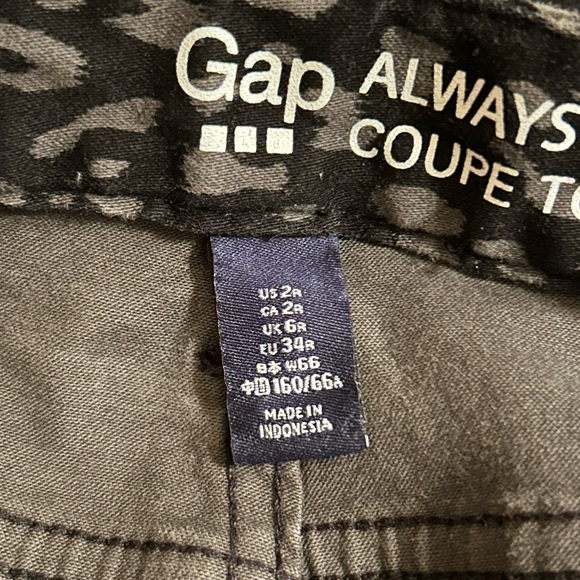 Gap
ALWAYS
COUPE
US 2R
CA 2R
UK 6R
EU 34R
日本 W66
中国 160/66A
MADE IN
INDONESIA